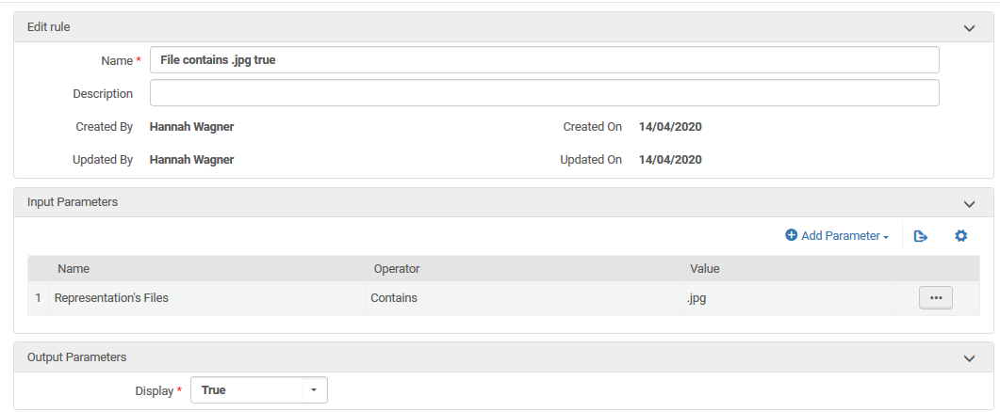 Edit rule
Name * File contains .jpg true
Description
Created By Hannah Wagner Created On 14/04/2020
Updated By Hannah Wagner Updated On 14/04/2020
Input Parameters
Add Parameter
Name Operator Value
1 Representation's Files Contains .jpg
Output Parameters
Display * True